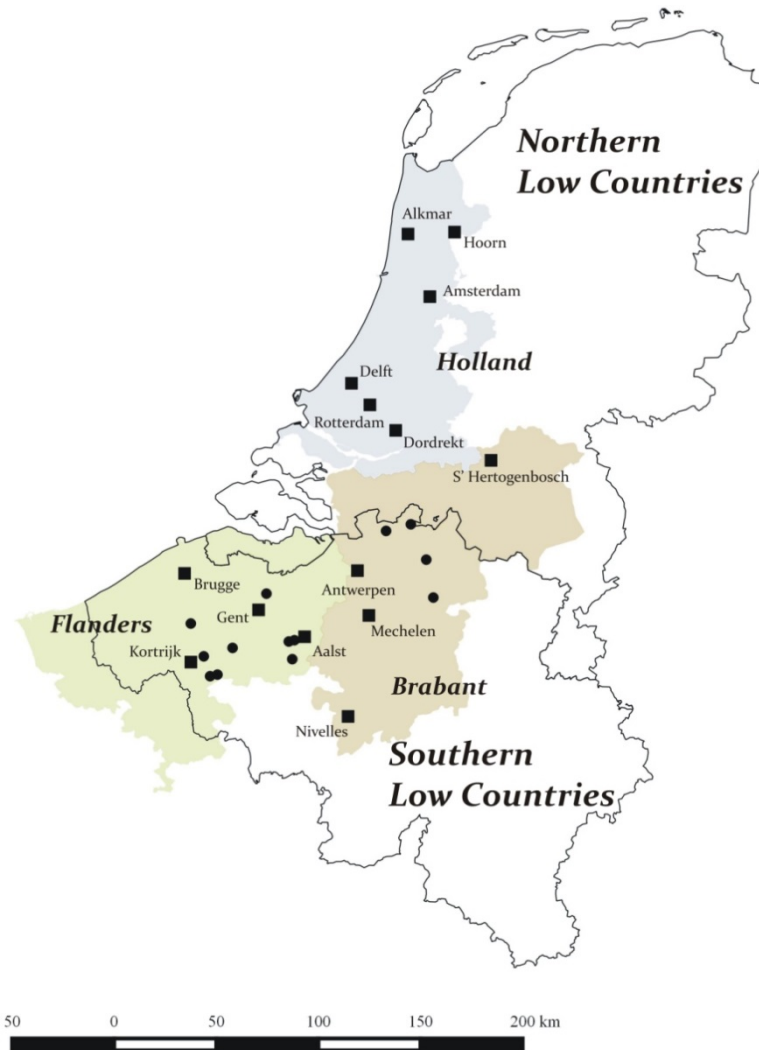 Northern
Low Countries
Alkmar
Hoorn
Amsterdam
Holland
Delft
Rotterdam
Dordrekt
S' Hertogenbosch
Brugge
Antwerpen
Gent
Flanders
Mechelen
Kortrijk
Aalst
Brabant
Nivelles
Southern
Low Countries
50 0 50 100 150 200 km